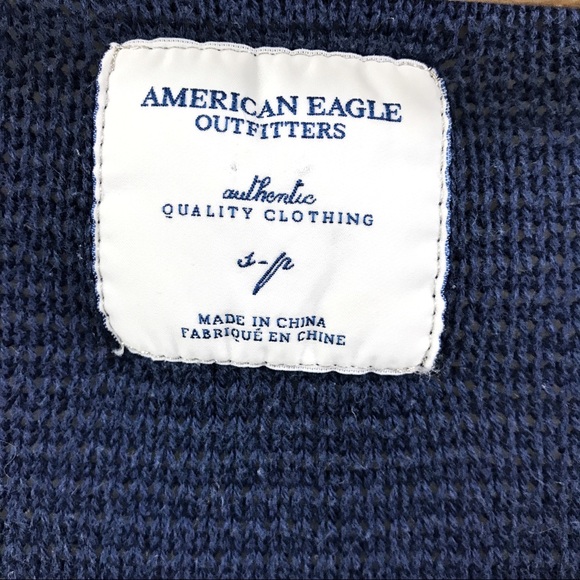 AMERICAN EAGLE
OUTFITTERS
authentic
QUALITY CLOTHING
s-p
MADE IN CHINA
FABRIQUÉ EN CHINE